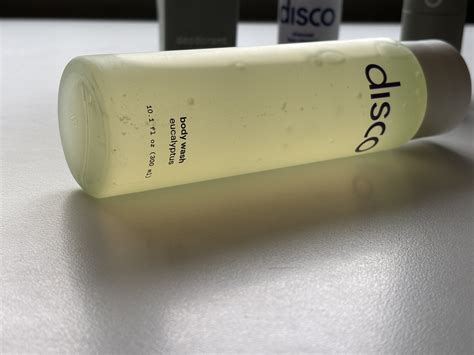 deodorant
disco
disco
body wash
eucalyptus
10.1 fl oz (300 ml)